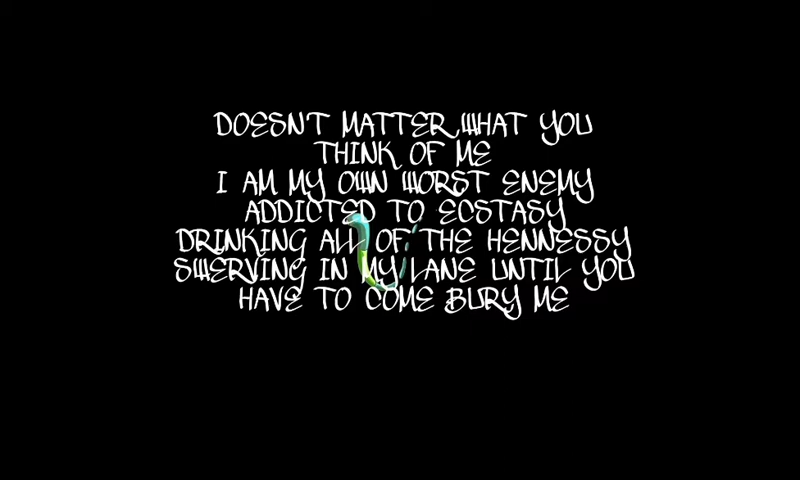 DOESN'T MATTER WHAT YOU
THINK OF ME
I AM MY OWN WORST ENEMY
ADDICTED TO ECSTASY
DRINKING ALL OF THE HENNESSY
SWERVING IN MY LANE UNTIL YOU
HAVE TO COME BURY ME